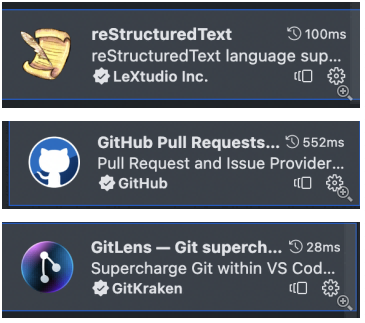 reStructuredText 100ms
reStructuredText language sup...
LeXtudio Inc.
GitHub Pull Requests... 552ms
Pull Request and Issue Provider...
GitHub
GitLens — Git superch... 28ms
Supercharge Git within VS Cod...
GitKraken